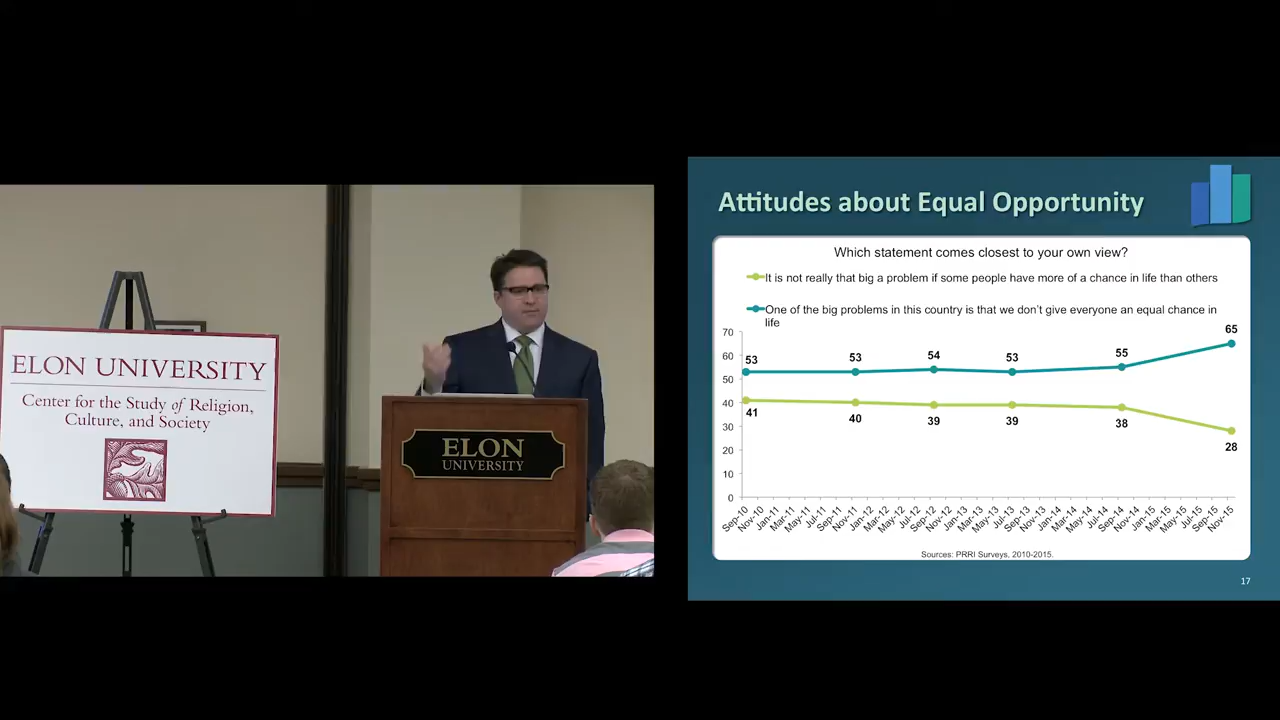 ELON UNIVERSITY
Center for the Study of Religion,
Culture, and Society
ELON
UNIVERSITY
Attitudes about Equal Opportunity
Which statement comes closest to your own view?
It is not really that big a problem if some people have more of a chance in life than others
One of the big problems in this country is that we don't give everyone an equal chance in
life
70
60
50
40
30
20
10
0
53
53
54
53
55
65
41
40
39
39
38
28
Sep-10
Nov-10
Jan-11
Mar-11
May-11
Jul-11
Sep-11
Nov-11
Jan-12
Mar-12
May-12
Jul-12
Sep-12
Nov-12
Jan-13
Mar-13
May-13
Jul-13
Sep-13
Nov-13
Jan-14
Mar-14
May-14
Jul-14
Sep-14
Nov-14
Jan-15
Mar-15
May-15
Jul-15
Sep-15
Nov-15
Sources: PRRI Surveys, 2010-2015.
17